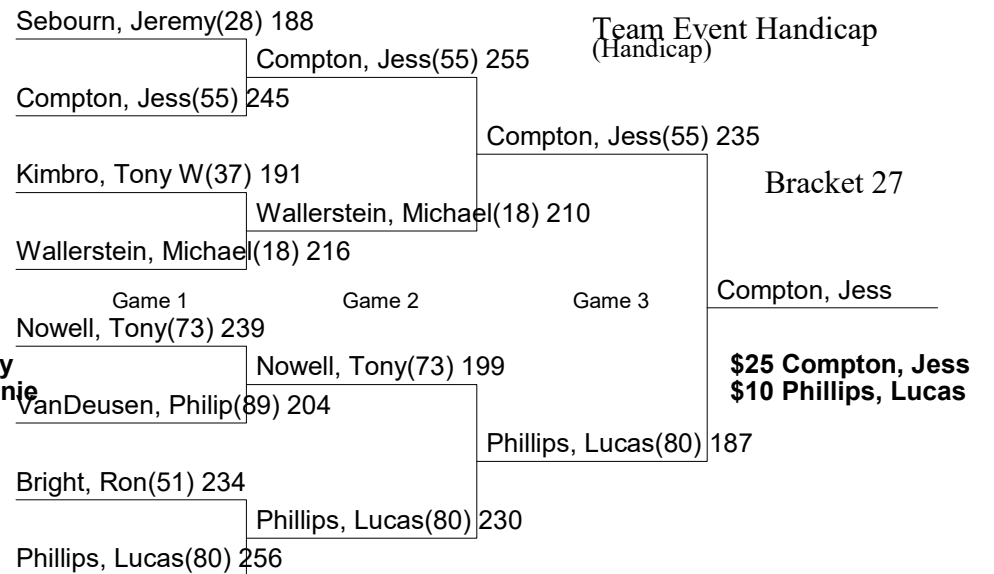 Sebourn, Jeremy(28) 188
Team Event Handicap
(Handicap)
Compton, Jess(55) 255
Compton, Jess(55) 245
Compton, Jess(55) 235
Kimbro, Tony W(37) 191
Bracket 27
Wallerstein, Michael(18) 210
Wallerstein, Michael(18) 216
Compton, Jess
Game 1 Game 2 Game 3
Nowell, Tony(73) 239
y
Nowell, Tony(73) 199
$25 Compton, Jess
nie
$10 Phillips, Lucas
VanDeusen, Philip(89) 204
Phillips, Lucas(80) 187
Bright, Ron(51) 234
Phillips, Lucas(80) 230
Phillips, Lucas(80) 256